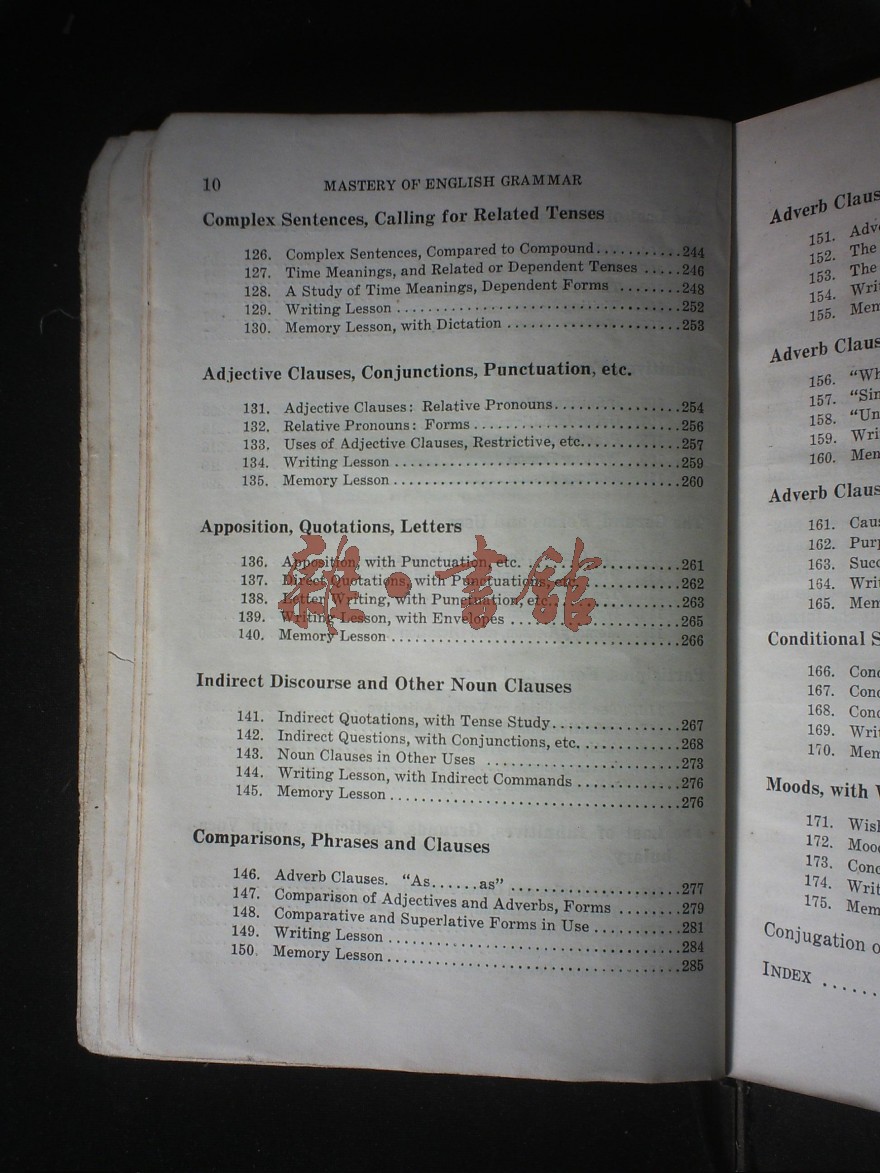 10 MASTERY OF ENGLISH GRAMMAR
Complex Sentences, Calling for Related Tenses
126. Complex Sentences, Compared to Compound...........244
127. Time Meanings, and Related or Dependent Tenses .....246
128. A Study of Time Meanings, Dependent Forms ........248
129. Writing Lesson ..................................252
130. Memory Lesson, with Dictation .....................253
Adjective Clauses, Conjunctions, Punctuation, etc.
131. Adjective Clauses: Relative Pronouns................254
132. Relative Pronouns: Forms .........................256
133. Uses of Adjective Clauses, Restrictive, etc............257
134. Writing Lesson ..................................259
135. Memory Lesson ..................................260
Apposition, Quotations, Letters
136. Apposition, with Punctuation, etc. ...................261
137. Direct Quotations, with Punctuation, etc. ............262
138. Letter Writing, with Punctuation, etc................263
139. Writing Lesson, with Envelopes ....................265
140. Memory Lesson ..................................266
雜·書館
Indirect Discourse and Other Noun Clauses
141. Indirect Quotations, with Tense Study................267
142. Indirect Questions, with Conjunctions, etc. ...........268
143. Noun Clauses in Other Uses .......................273
144. Writing Lesson, with Indirect Commands .............276
145. Memory Lesson ..................................276
Comparisons, Phrases and Clauses
146. Adverb Clauses. "As......as" .....................277
147. Comparison of Adjectives and Adverbs, Forms ........279
148. Comparative and Superlative Forms in Use ...........281
149. Writing Lesson ..................................284
150. Memory Lesson ..................................285
Adverb
151.
152. The
153. The
154.
155.
Adverb
156.
157.
158.
159.
160.
Adverb
161.
162.
163.
164.
165.
Conditional
166.
167.
168.
169.
170.
Moods, with
171.
172.
173.
174.
175.
Conjugation
INDEX ......